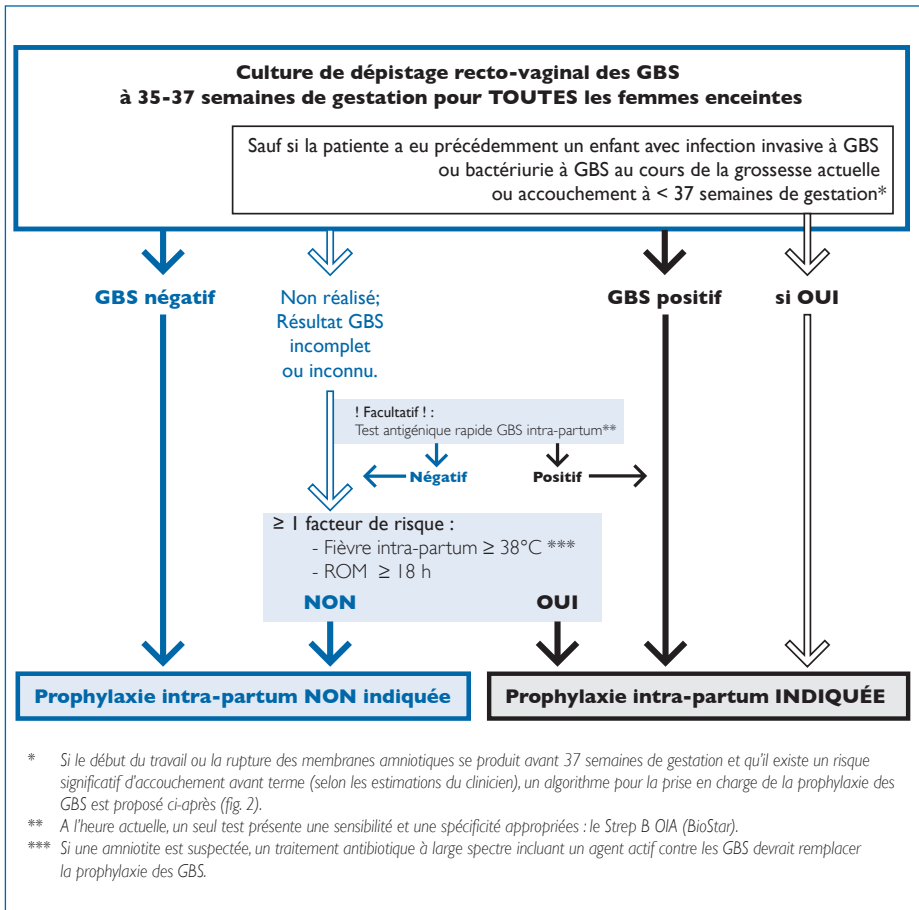 Culture de dépistage recto-vaginal des GBS
à 35-37 semaines de gestation pour TOUTES les femmes enceintes
Sauf si la patiente a eu précédemment un enfant avec infection invasive à GBS
ou bactériurie à GBS au cours de la grossesse actuelle
ou accouchement à < 37 semaines de gestation*
GBS négatif
Non réalisé;
Résultat GBS
incomplet
ou inconnu.
GBS positif
si OUI
! Facultatif ! :
Test antigénique rapide GBS intra-partum**
Négatif
Positif
≥ 1 facteur de risque :
- Fièvre intra-partum ≥ 38°C ***
- ROM ≥ 18 h
NON
OUI
Prophylaxie intra-partum NON indiquée
Prophylaxie intra-partum INDIQUÉE
* Si le début du travail ou la rupture des membranes amniotiques se produit avant 37 semaines de gestation et qu'il existe un risque
significatif d'accouchement avant terme (selon les estimations du clinicien), un algorithme pour la prise en charge de la prophylaxie des
GBS est proposé ci-après (fig. 2).
** A l'heure actuelle, un seul test présente une sensibilité et une spécificité appropriées : le Strep B OIA (BioStar).
*** Si une amniotite est suspectée, un traitement antibiotique à large spectre incluant un agent actif contre les GBS devrait remplacer
la prophylaxie des GBS.